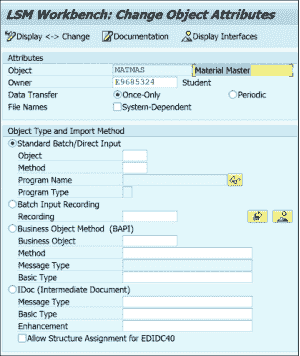 LSM Workbench: Change Object Attributes
Display <-> Change Documentation Display Interfaces
Attributes
Object MATMAS Material Master
Owner E9685324 Student
Data Transfer Once-Only Periodic
File Names System-Dependent
Object Type and Import Method
Standard Batch/Direct Input
Object
Method
Program Name
Program Type
Batch Input Recording
Recording
Business Object Method (BAPI)
Business Object
Method
Message Type
Basic Type
IDoc (Intermediate Document)
Message Type
Basic Type
Enhancement
Allow Structure Assignment for EDIDC40